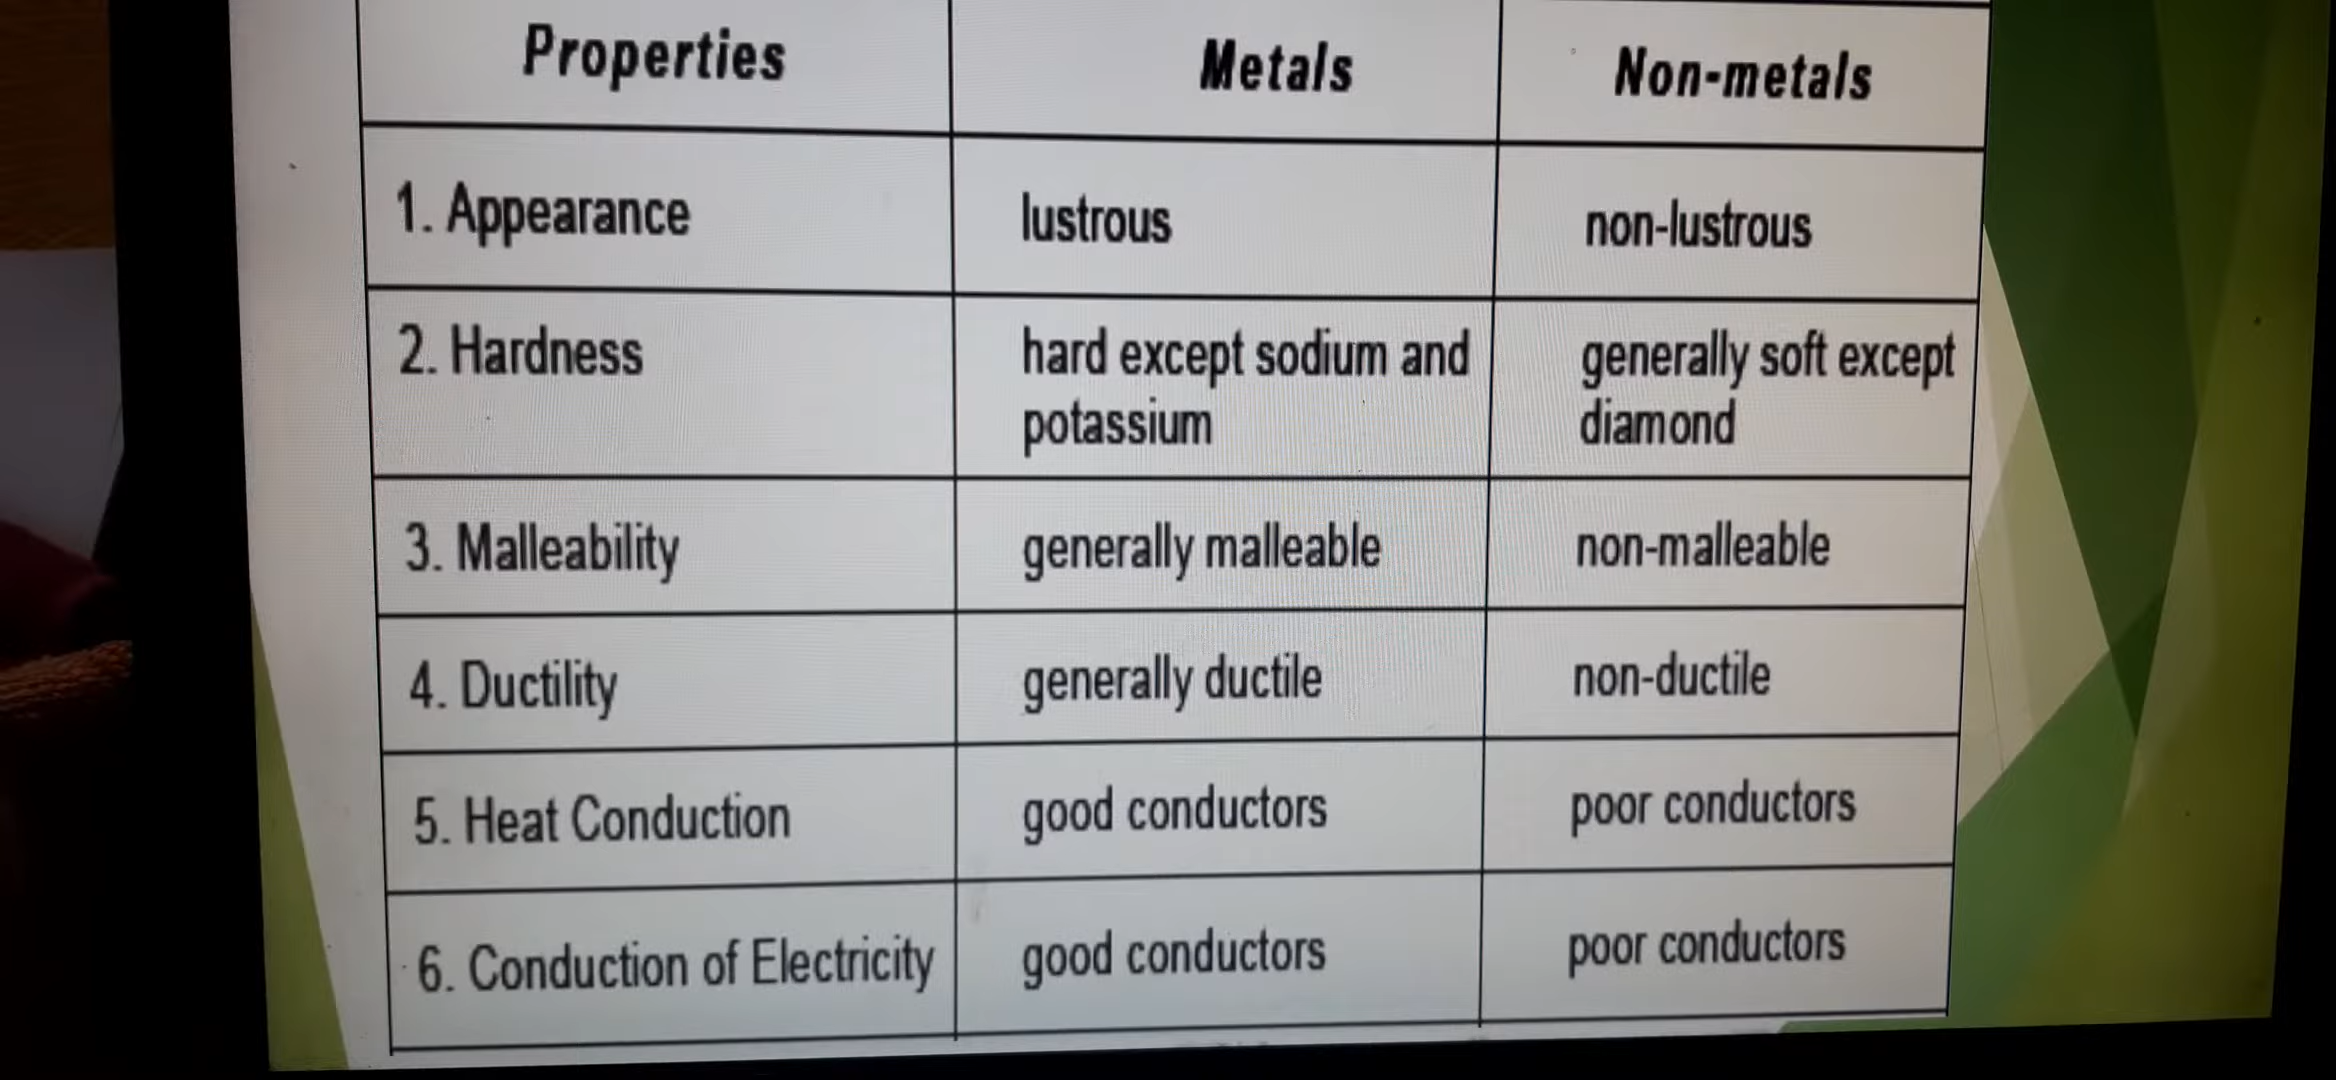 Properties Metals Non-metals
1. Appearance lustrous non-lustrous
2. Hardness hard except sodium and generally soft except
potassium diamond
3. Malleability generally malleable non-malleable
4. Ductility generally ductile non-ductile
5. Heat Conduction good conductors poor conductors
6. Conduction of Electricity good conductors poor conductors